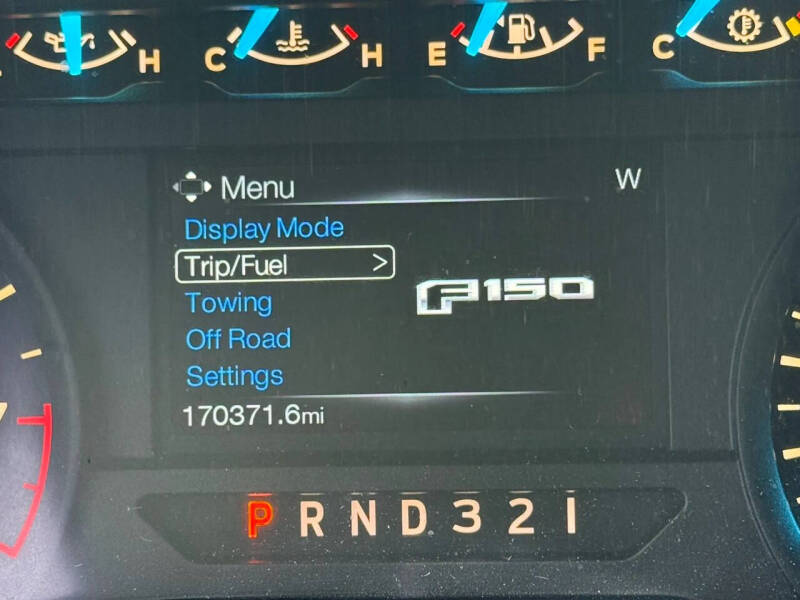 H C H E F C
Menu W
Display Mode
Trip/Fuel >
Towing
F150
Off Road
Settings
170371.6mi
P R N D 3 2 1